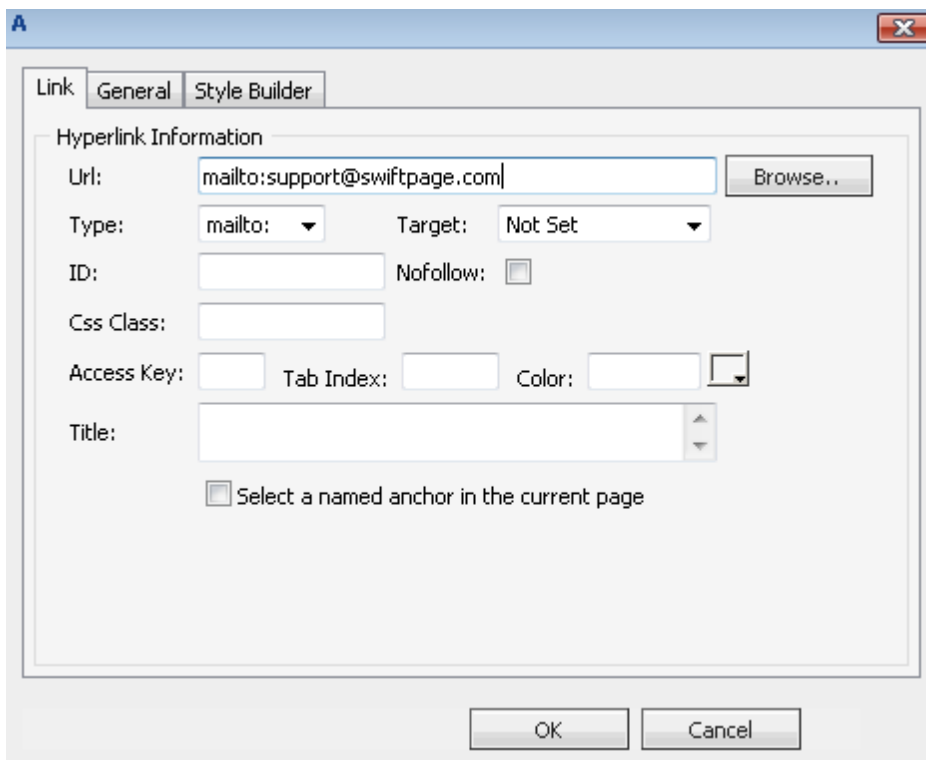 A
Link General Style Builder
Hyperlink Information
Url: mailto:support@swiftpage.com Browse..
Type: mailto: Target: Not Set
ID: Nofollow:
Css Class:
Access Key: Tab Index: Color:
Title:
Select a named anchor in the current page
OK Cancel